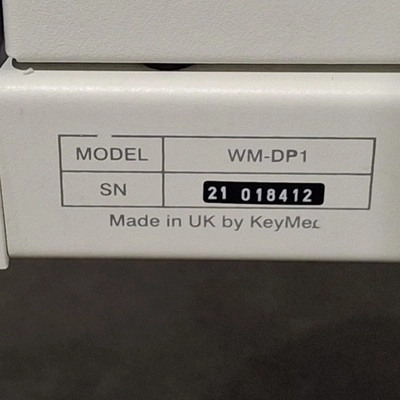 MODEL WM-DP1
SN 21 018412
Made in UK by KeyMed